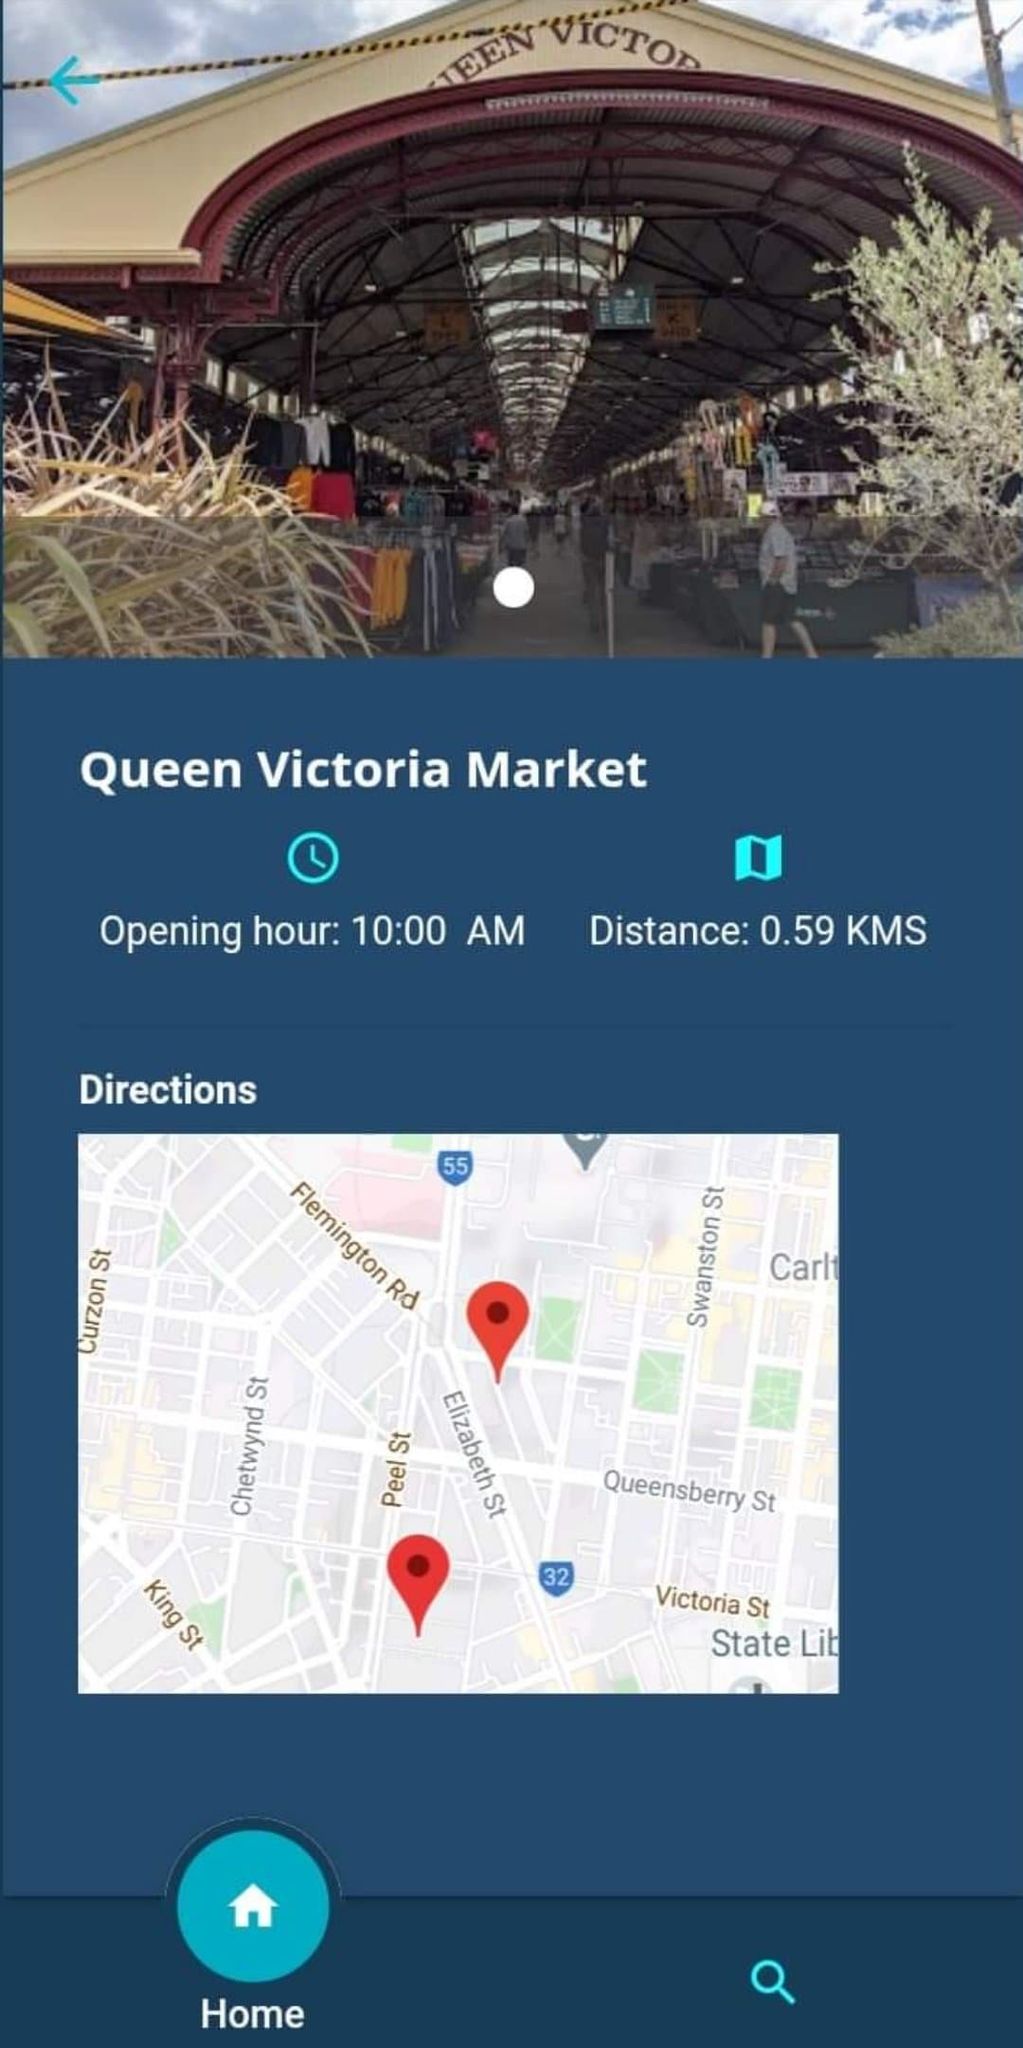 UEEN VICTOR
Queen Victoria Market
Opening hour: 10:00 AM
Distance: 0.59 KMS
Directions
55
Flemington Rd
Swanston St
Carlt
Curzon St
Chetwynd St
Peel St
Elizabeth St
Queensberry St
32
King St
Victoria St
State Lib
Home